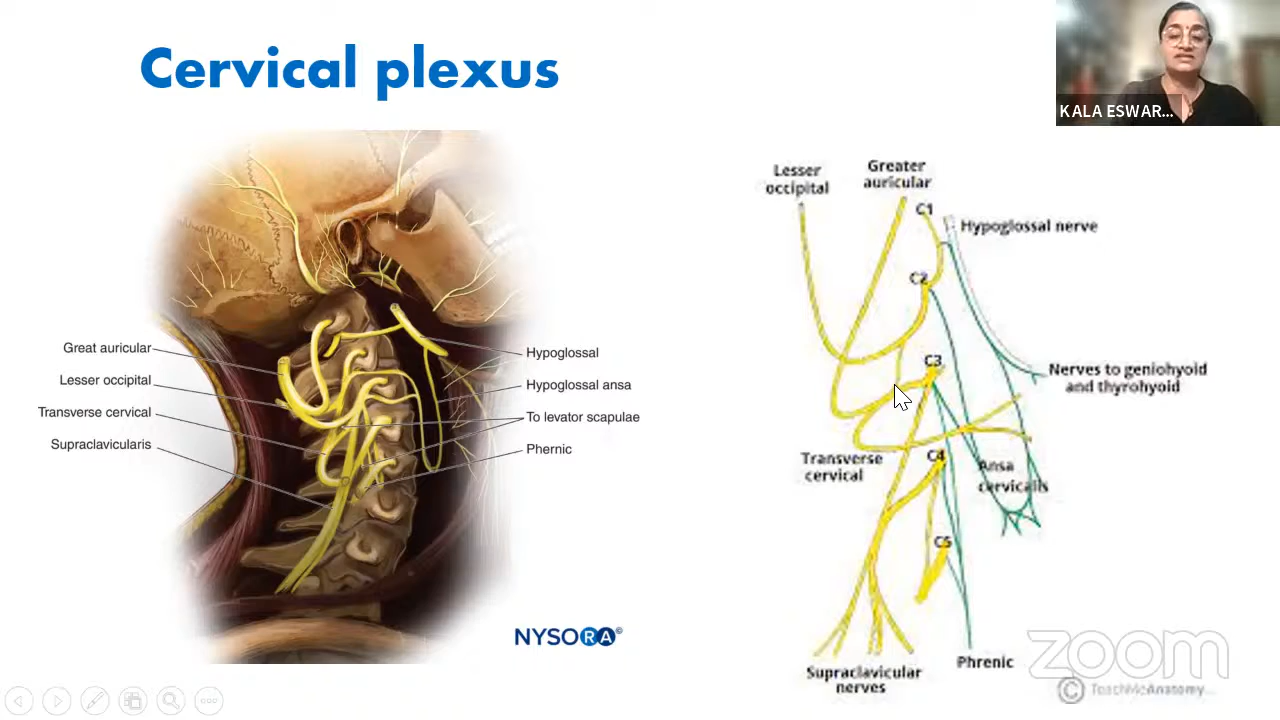 Cervical plexus
KALA ESWAR...
Great auricular
Lesser occipital
Transverse cervical
Supraclavicularis
Hypoglossal
Hypoglossal ansa
To levator scapulae
Phernic
NYSORA©
Lesser
occipital
Greater
auricular
C1
Hypoglossal nerve
C2
C3
Nerves to geniohyoid
and thyrohyoid
Transverse
cervical
C4
Ansa
cervicalis
C5
Supraclavicular
nerves
Phrenic
zoom
© TeachMeAnatomy